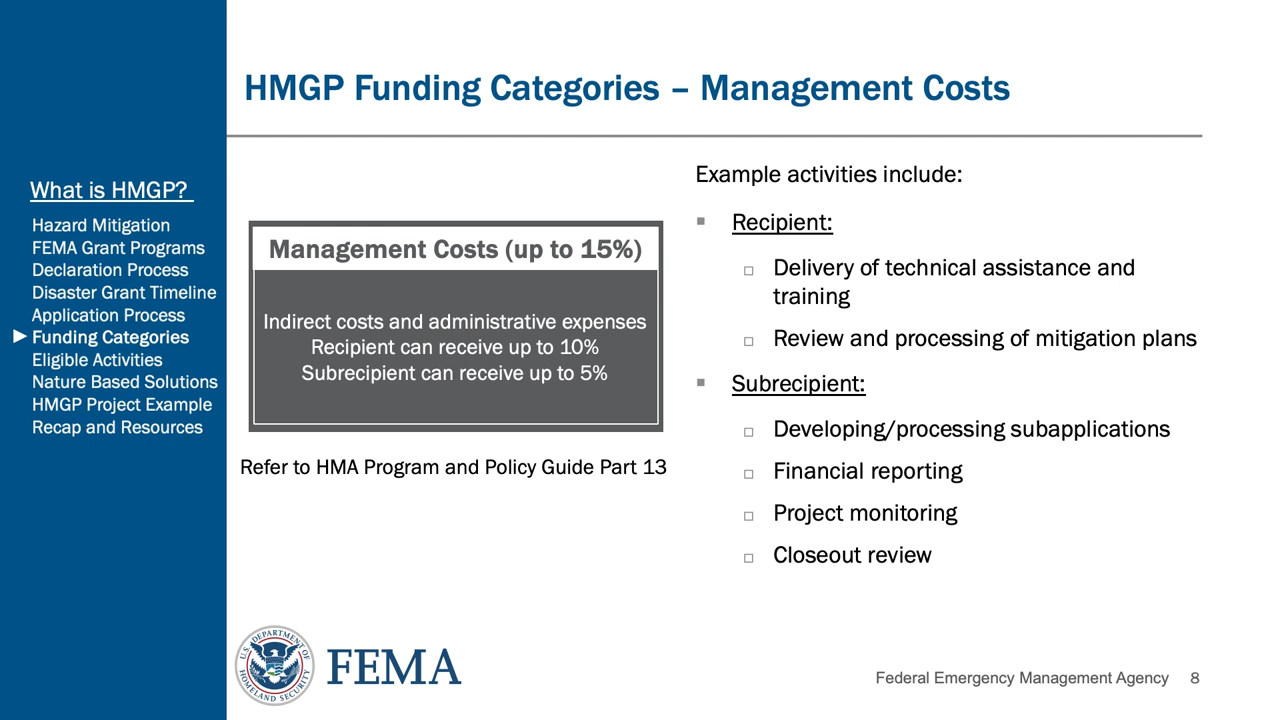 HMGP Funding Categories – Management Costs
What is HMGP?
Hazard Mitigation
FEMA Grant Programs
Declaration Process
Disaster Grant Timeline
Application Process
Funding Categories
Eligible Activities
Nature Based Solutions
HMGP Project Example
Recap and Resources
Management Costs (up to 15%)
Indirect costs and administrative expenses
Recipient can receive up to 10%
Subrecipient can receive up to 5%
Refer to HMA Program and Policy Guide Part 13
Example activities include:
Recipient:
Delivery of technical assistance and
training
Review and processing of mitigation plans
Subrecipient:
Developing/processing subapplications
Financial reporting
Project monitoring
Closeout review
U.S. DEPARTMENT OF
HOMELAND SECURITY
FEMA
Federal Emergency Management Agency 8